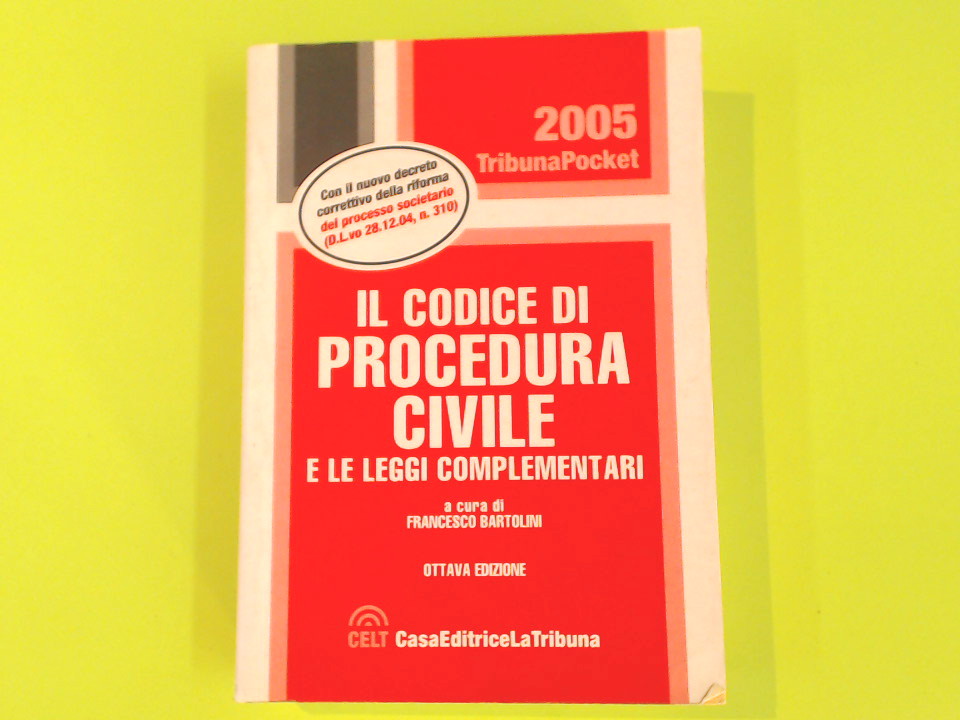 2005
TribunaPocket
Con il nuovo decreto
correttivo della riforma
del processo societario
(D.L.vo 28.12.04, n. 310)
IL CODICE DI
PROCEDURA
CIVILE
E LE LEGGI COMPLEMENTARI
a cura di
FRANCESCO BARTOLINI
OTTAVA EDIZIONE
CELT CasaEditriceLaTribuna